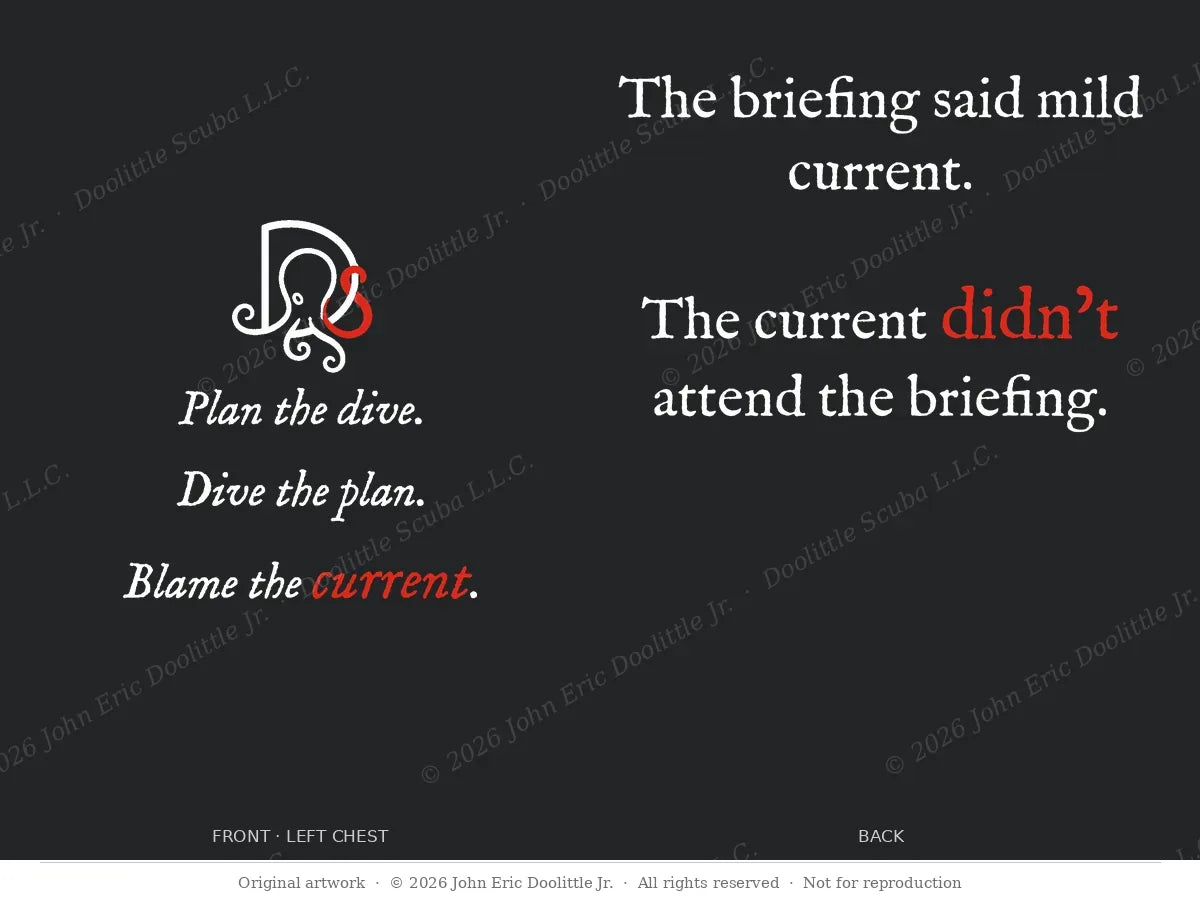 The briefing said mild
current.
The current didn’t
attend the briefing.
DS
Plan the dive.
Dive the plan.
Blame the current.
FRONT · LEFT CHEST
BACK
© 2026 John Eric Doolittle Jr. · Doolittle Scuba L.L.C.
Original artwork · © 2026 John Eric Doolittle Jr. · All rights reserved · Not for reproduction